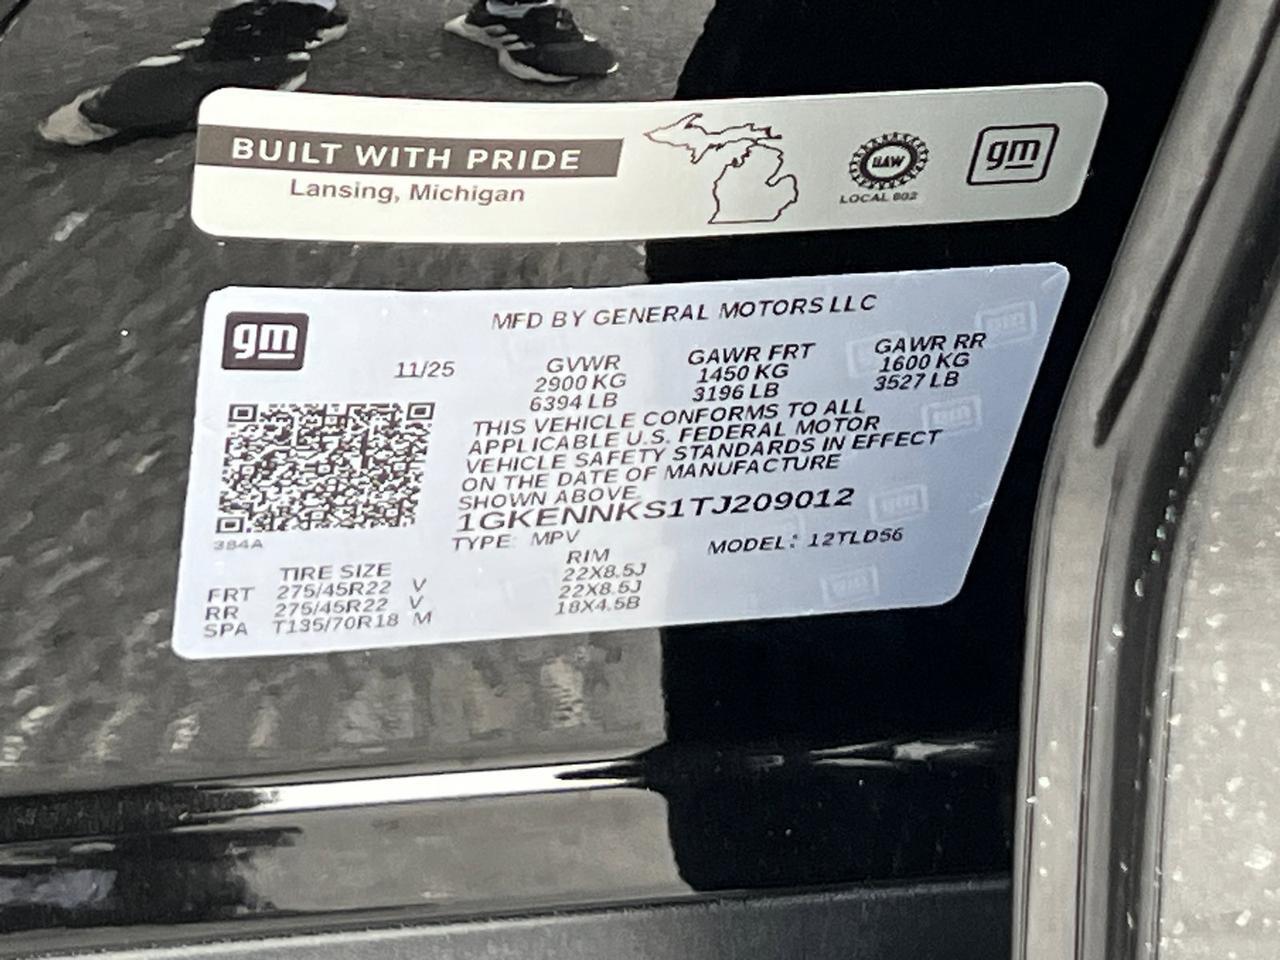 BUILT WITH PRIDE
Lansing, Michigan
UAW
LOCAL 602
gm
gm
MFD BY GENERAL MOTORS LLC
11/25
GVWR
2900 KG
6394 LB
GAWR FRT
1450 KG
3196 LB
GAWR RR
1600 KG
3527 LB
THIS VEHICLE CONFORMS TO ALL
APPLICABLE U.S. FEDERAL MOTOR
VEHICLE SAFETY STANDARDS IN EFFECT
ON THE DATE OF MANUFACTURE
SHOWN ABOVE
1GKENNKS1TJ209012
384A
TYPE: MPV
MODEL: 12TLD56
TIRE SIZE RIM
FRT 275/45R22 V 22X8.5J
RR 275/45R22 V 22X8.5J
SPA T135/70R18 M 18X4.5B